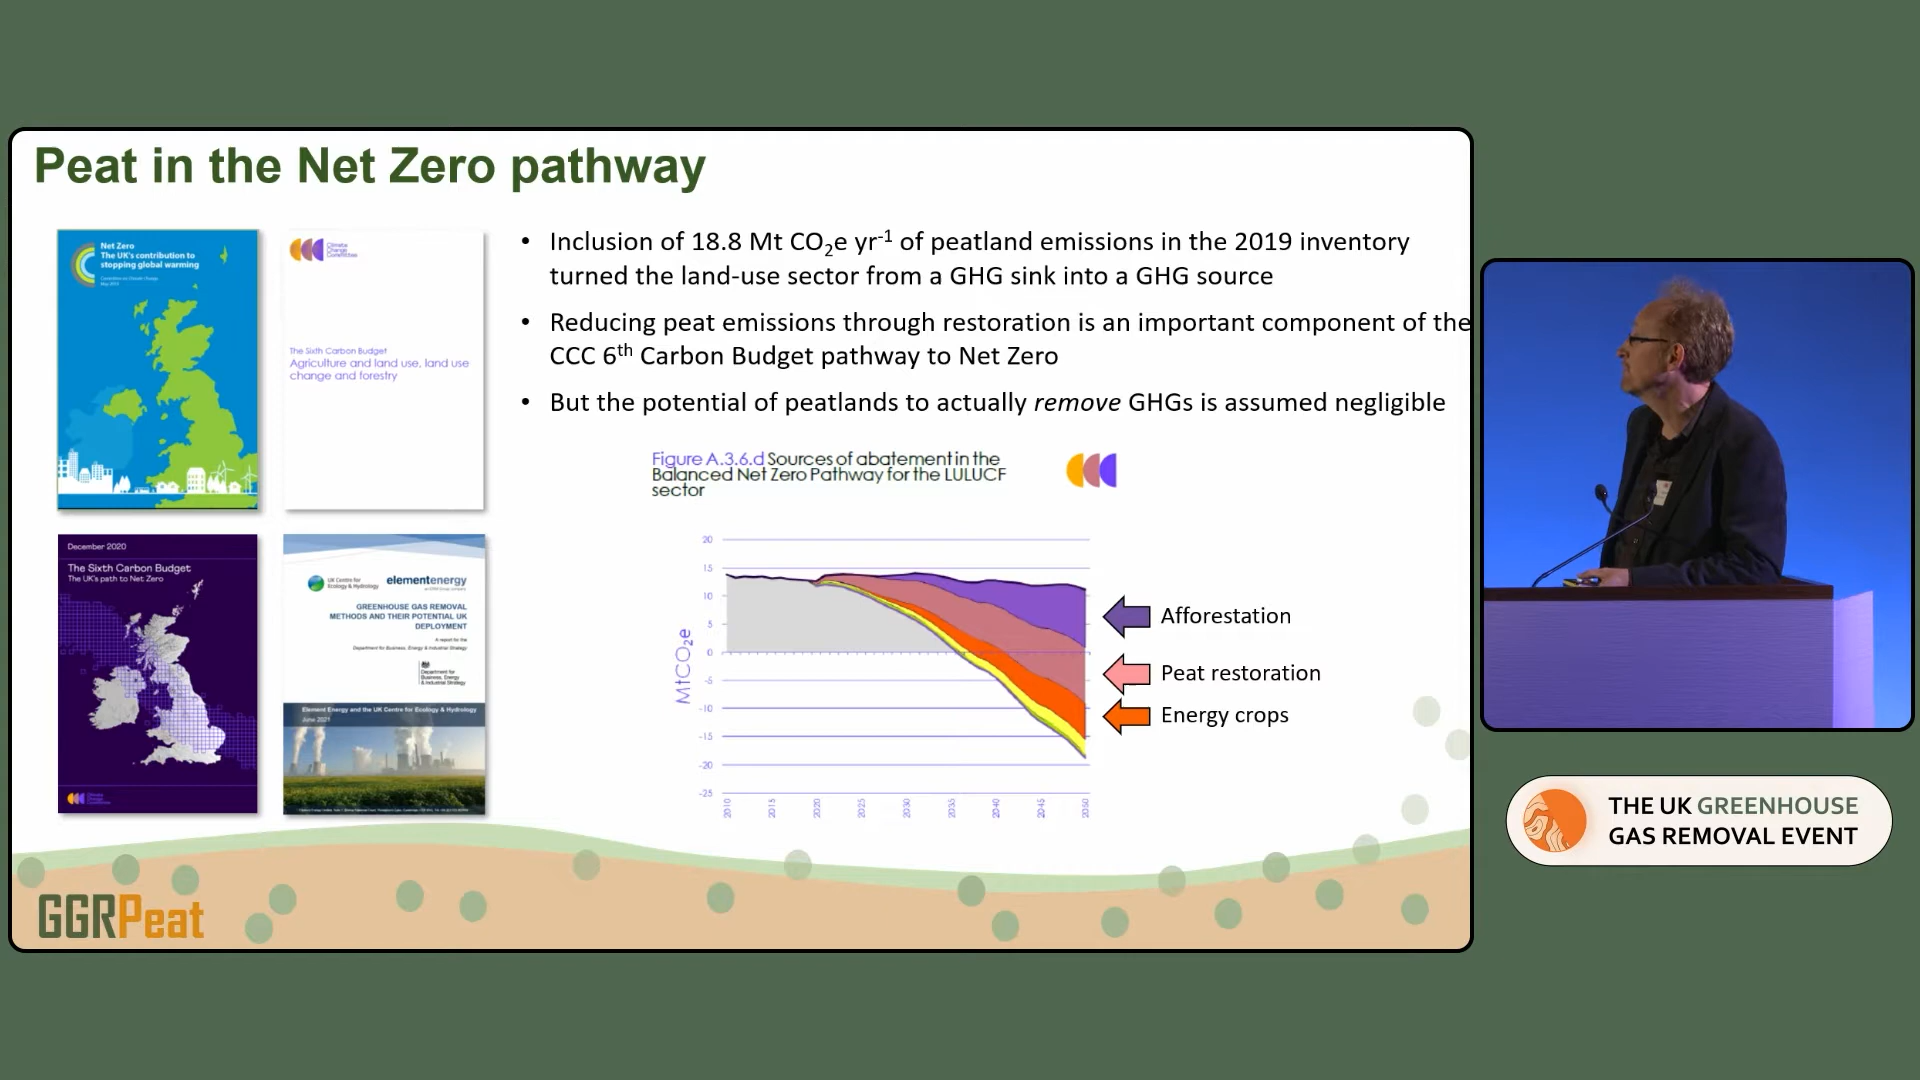 Peat in the Net Zero pathway
Net Zero
The UK's contribution to
stopping global warming
Committee on Climate Change
May 2019
Climate
Change
Committee
The Sixth Carbon Budget
Agriculture and land use, land use
change and forestry
December 2020
The Sixth Carbon Budget
The UK's path to Net Zero
UK Centre for
Ecology & Hydrology
elementenergy
GREENHOUSE GAS REMOVAL
METHODS AND THEIR POTENTIAL UK
DEPLOYMENT
A report for the
Department for Business, Energy & Industrial Strategy
Department for
Business, Energy
& Industrial Strategy
Element Energy and the UK Centre for Ecology & Hydrology
June 2021
• Inclusion of 18.8 Mt CO2e yr-1 of peatland emissions in the 2019 inventory
turned the land-use sector from a GHG sink into a GHG source
• Reducing peat emissions through restoration is an important component of the
CCC 6th Carbon Budget pathway to Net Zero
• But the potential of peatlands to actually remove GHGs is assumed negligible
Figure A.3.6.d Sources of abatement in the
Balanced Net Zero Pathway for the LULUCF
sector
MtCO2e
20
15
10
5
0
-5
-10
-15
-20
-25
2010 2015 2020 2025 2030 2035 2040 2045 2050
Afforestation
Peat restoration
Energy crops
GGRPeat
THE UK GREENHOUSE
GAS REMOVAL EVENT